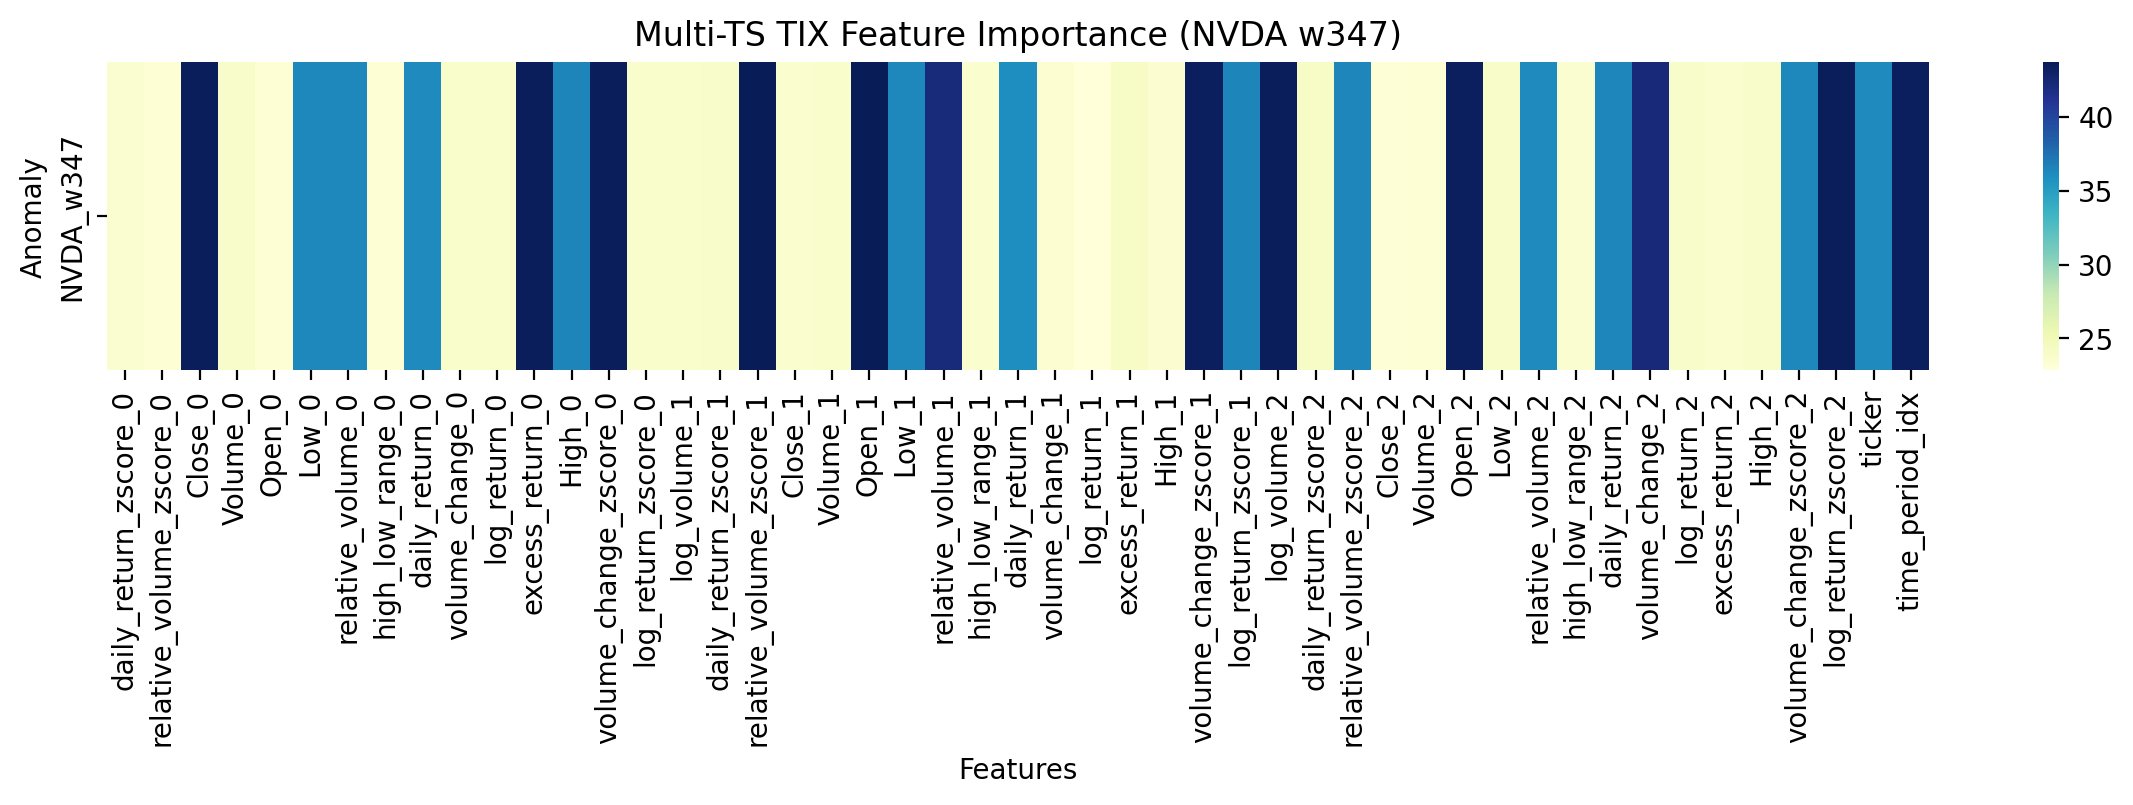 Multi-TS TIX Feature Importance (NVDA w347)
Anomaly
NVDA_w347
40
35
30
25
daily_return_zscore_0
relative_volume_zscore_0
Close_0
Volume_0
Open_0
Low_0
relative_volume_0
high_low_range_0
daily_return_0
volume_change_0
log_return_0
excess_return_0
High_0
volume_change_zscore_0
log_return_zscore_0
log_volume_1
daily_return_zscore_1
relative_volume_zscore_1
Close_1
Volume_1
Open_1
Low_1
relative_volume_1
high_low_range_1
daily_return_1
volume_change_1
log_return_1
excess_return_1
High_1
volume_change_zscore_1
log_return_zscore_1
log_volume_2
daily_return_zscore_2
relative_volume_zscore_2
Close_2
Volume_2
Open_2
Low_2
relative_volume_2
high_low_range_2
daily_return_2
volume_change_2
log_return_2
excess_return_2
High_2
volume_change_zscore_2
log_return_zscore_2
ticker
time_period_idx
Features